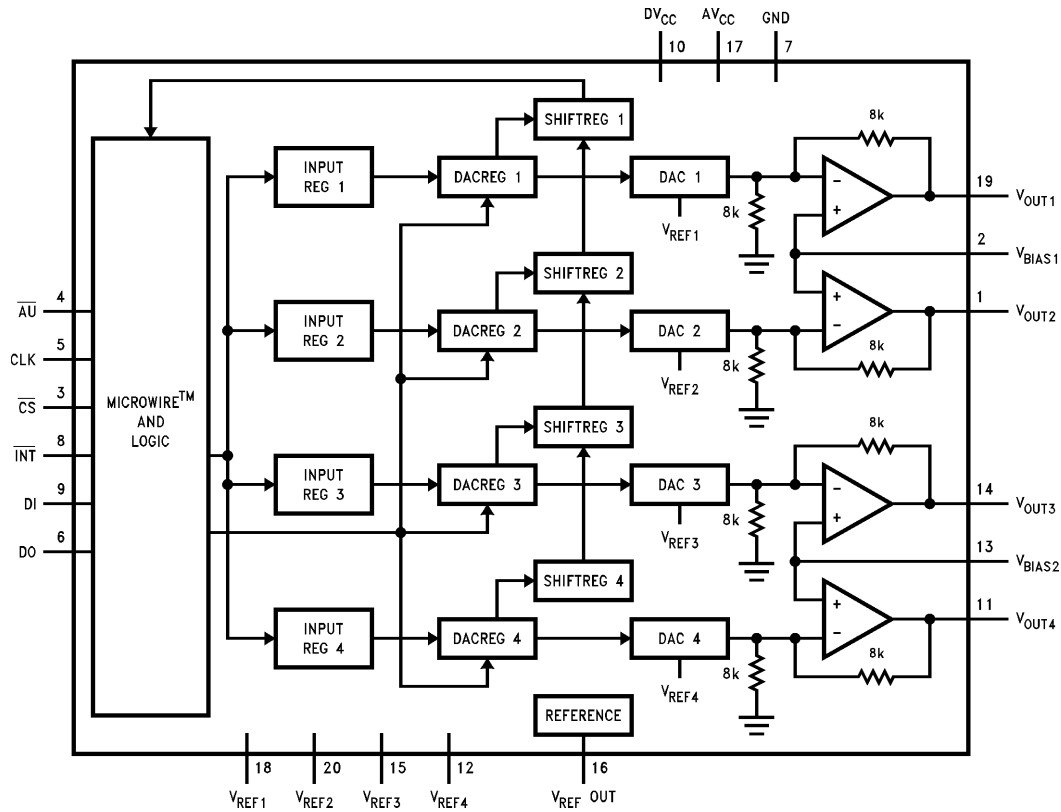 DVCC AVCC GND
10 17 7
SHIFTREG 1
8k
INPUT REG 1
DACREG 1
DAC 1
−
+
19
VOUT1
8k
VREF1
2
VBIAS1
SHIFTREG 2
4
AU
+
−
1
VOUT2
INPUT REG 2
DACREG 2
DAC 2
8k
8k
5
CLK
VREF2
3
CS
MICROWIRE™
AND
LOGIC
SHIFTREG 3
8k
8
INT
INPUT REG 3
DACREG 3
DAC 3
−
+
14
VOUT3
9
DI
8k
VREF3
6
DO
13
VBIAS2
SHIFTREG 4
+
−
11
VOUT4
INPUT REG 4
DACREG 4
DAC 4
8k
8k
VREF4
REFERENCE
18 20 15 12 16
VREF1 VREF2 VREF3 VREF4 VREF OUT